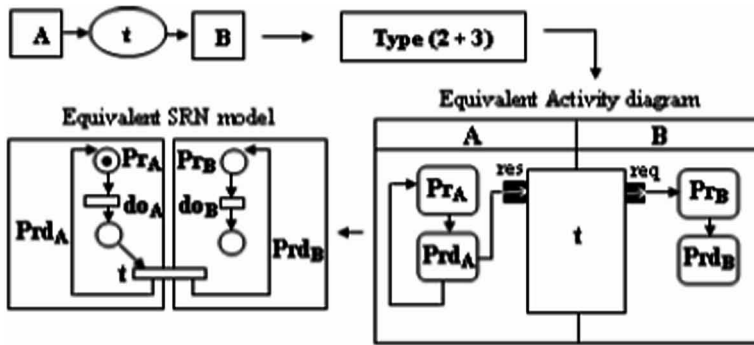 A t B Type (2 + 3)
Equivalent SRN model
Equivalent Activity diagram
A B
PrA PrB
doA doB
PrdA PrdB
t
res req
PrA PrB
PrdA t PrdB